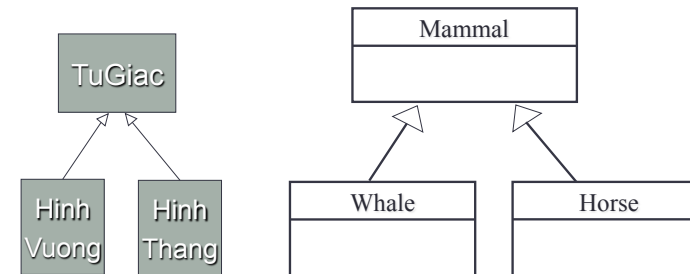 TuGiac
Hinh
Vuong
Hinh
Thang
Mammal
Whale
Horse